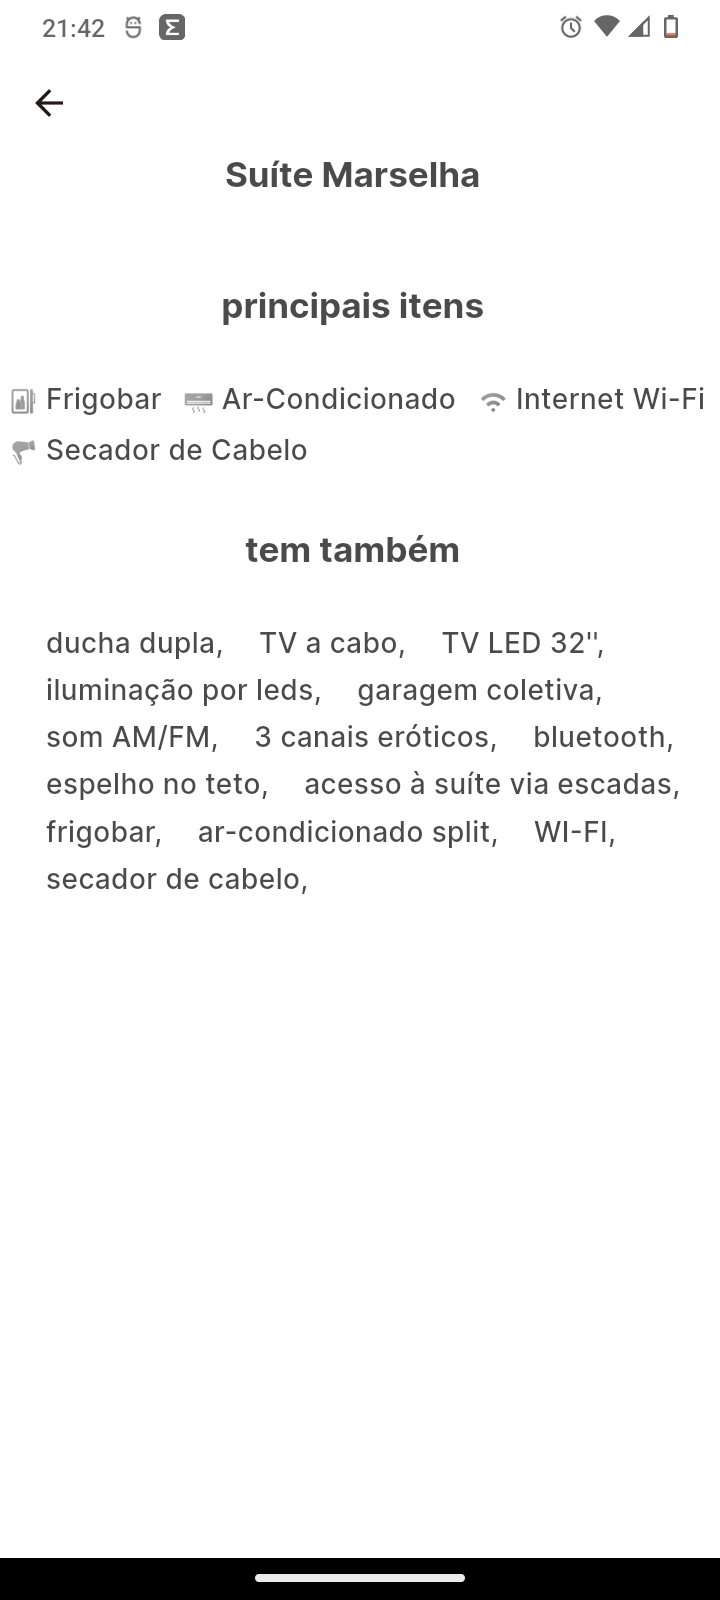 21:42
Suíte Marselha
principais itens
Frigobar Ar-Condicionado Internet Wi-Fi
Secador de Cabelo
tem também
ducha dupla, TV a cabo, TV LED 32'',
iluminação por leds, garagem coletiva,
som AM/FM, 3 canais eróticos, bluetooth,
espelho no teto, acesso à suíte via escadas,
frigobar, ar-condicionado split, WI-FI,
secador de cabelo,